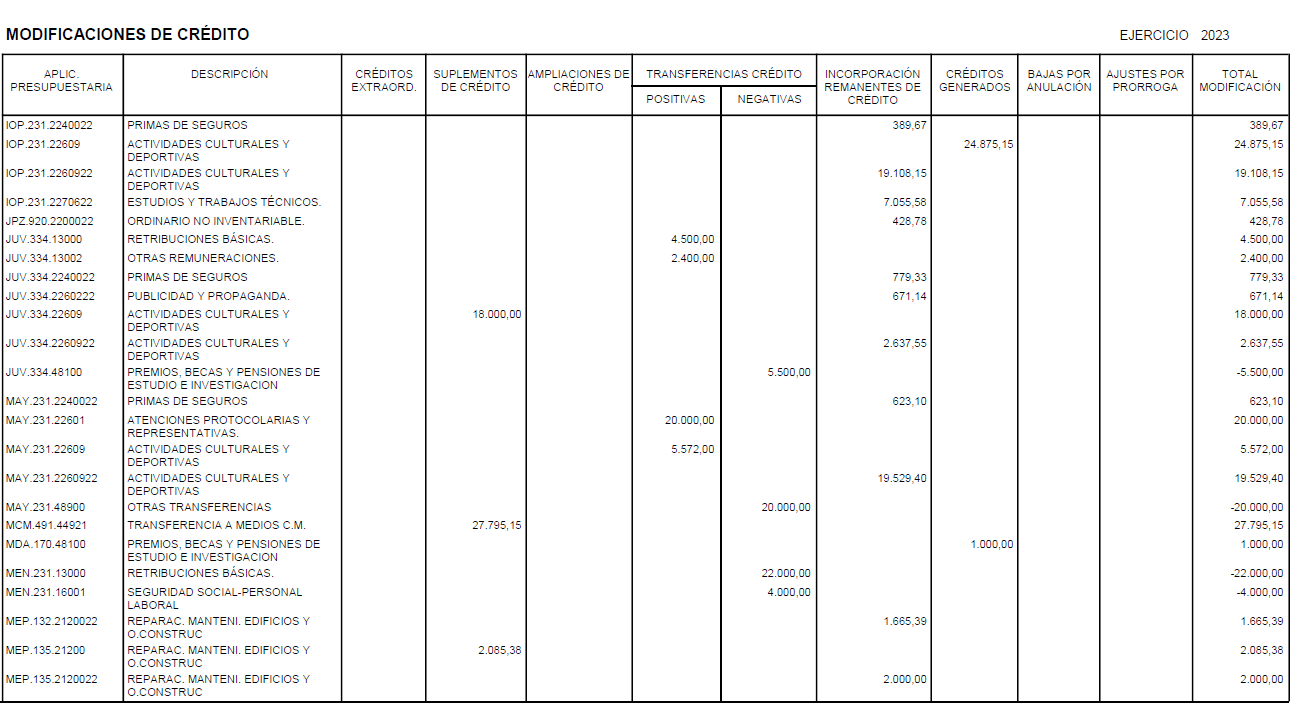 MODIFICACIONES DE CRÉDITO EJERCICIO 2023
APLIC. PRESUPUESTARIA DESCRIPCIÓN CRÉDITOS EXTRAORD. SUPLEMENTOS DE CRÉDITO AMPLIACIONES DE CRÉDITO TRANSFERENCIAS CRÉDITO INCORPORACIÓN REMANENTES DE CRÉDITO CRÉDITOS GENERADOS BAJAS POR ANULACIÓN AJUSTES POR PRORROGA TOTAL MODIFICACIÓN
POSITIVAS NEGATIVAS
IOP.231.2240022 PRIMAS DE SEGUROS 389,67 389,67
IOP.231.22609 ACTIVIDADES CULTURALES Y 24.875,15 24.875,15
DEPORTIVAS
IOP.231.2260922 ACTIVIDADES CULTURALES Y 19.108,15 19.108,15
DEPORTIVAS
IOP.231.2270622 ESTUDIOS Y TRABAJOS TÉCNICOS. 7.055,58 7.055,58
JPZ.920.2200022 ORDINARIO NO INVENTARIABLE. 428,78 428,78
JUV.334.13000 RETRIBUCIONES BÁSICAS. 4.500,00 4.500,00
JUV.334.13002 OTRAS REMUNERACIONES. 2.400,00 2.400,00
JUV.334.2240022 PRIMAS DE SEGUROS 779,33 779,33
JUV.334.2260222 PUBLICIDAD Y PROPAGANDA. 671,14 671,14
JUV.334.22609 ACTIVIDADES CULTURALES Y 18.000,00 18.000,00
DEPORTIVAS
JUV.334.2260922 ACTIVIDADES CULTURALES Y 2.637,55 2.637,55
DEPORTIVAS
JUV.334.48100 PREMIOS, BECAS Y PENSIONES DE 5.500,00 -5.500,00
ESTUDIO E INVESTIGACION
MAY.231.2240022 PRIMAS DE SEGUROS 623,10 623,10
MAY.231.22601 ATENCIONES PROTOCOLARIAS Y 20.000,00 20.000,00
REPRESENTATIVAS.
MAY.231.22609 ACTIVIDADES CULTURALES Y 5.572,00 5.572,00
DEPORTIVAS
MAY.231.2260922 ACTIVIDADES CULTURALES Y 19.529,40 19.529,40
DEPORTIVAS
MAY.231.48900 OTRAS TRANSFERENCIAS 20.000,00 -20.000,00
MCM.491.44921 TRANSFERENCIA A MEDIOS C.M. 27.795,15 27.795,15
MDA.170.48100 PREMIOS, BECAS Y PENSIONES DE 1.000,00 1.000,00
ESTUDIO E INVESTIGACION
MEN.231.13000 RETRIBUCIONES BÁSICAS. 22.000,00 -22.000,00
MEN.231.16001 SEGURIDAD SOCIAL-PERSONAL 4.000,00 -4.000,00
LABORAL
MEP.132.2120022 REPARAC. MANTENI. EDIFICIOS Y 1.665,39 1.665,39
O.CONSTRUC
MEP.135.21200 REPARAC. MANTENI. EDIFICIOS Y 2.085,38 2.085,38
O.CONSTRUC
MEP.135.2120022 REPARAC. MANTENI. EDIFICIOS Y 2.000,00 2.000,00
O.CONSTRUC